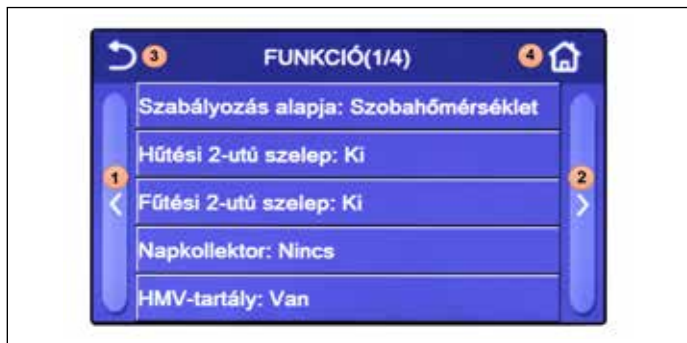 3 FUNKCIÓ(1/4) 4
Szabályozás alapja: Szobahőmérséklet
Hűtési 2-utú szelep: Ki
1 2
Fűtési 2-utú szelep: Ki
Napkollektor: Nincs
HMV-tartály: Van